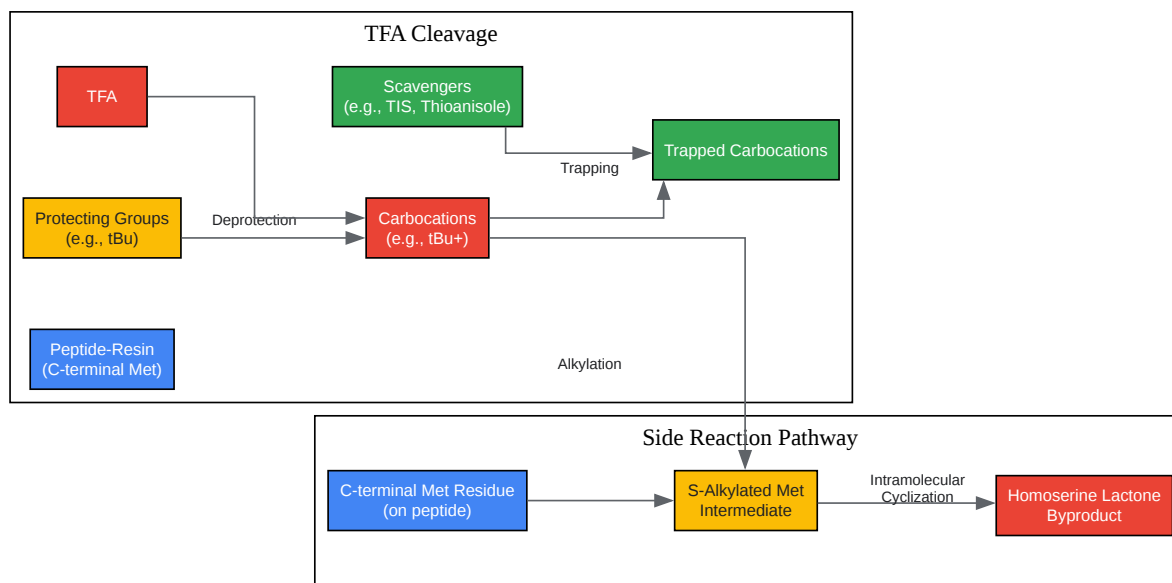 TFA Cleavage
TFA
Scavengers
(e.g., TIS, Thioanisole)
Trapped Carbocations
Trapping
Protecting Groups
(e.g., tBu)
Deprotection
Carbocations
(e.g., tBu+)
Peptide-Resin
(C-terminal Met)
Alkylation
Side Reaction Pathway
C-terminal Met Residue
(on peptide)
S-Alkylated Met
Intermediate
Intramolecular
Cyclization
Homoserine Lactone
Byproduct